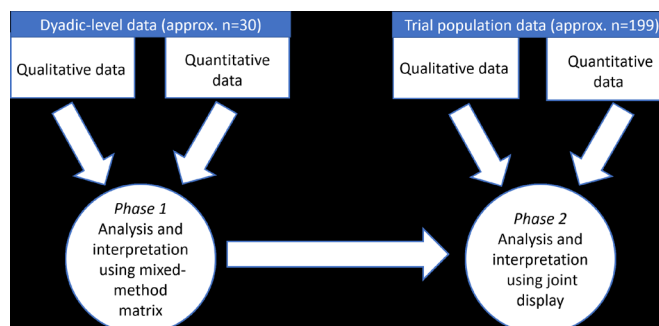 Dyadic-level data (approx. n=30)
Trial population data (approx. n=199)
Qualitative data
Quantitative
data
Qualitative data
Quantitative
data
Phase 1
Analysis and
interpretation
using mixed-
method
matrix
Phase 2
Analysis and
interpretation
using joint
display